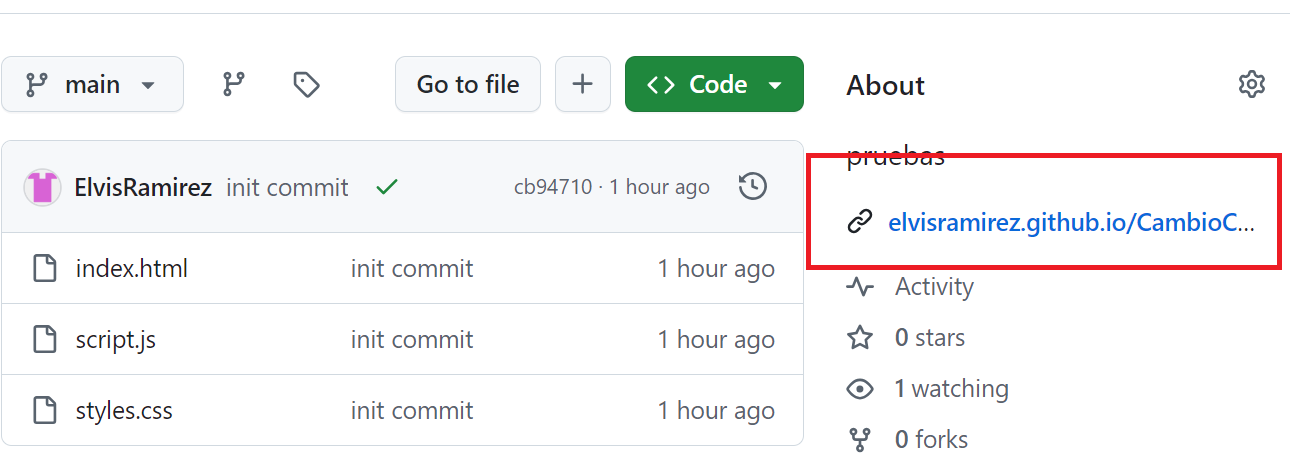 main
Go to file
Code
About
pruebas
ElvisRamirez init commit
cb94710 · 1 hour ago
elvisramirez.github.io/CambioC...
index.html init commit 1 hour ago
Activity
script.js init commit 1 hour ago
0 stars
1 watching
styles.css init commit 1 hour ago
0 forks